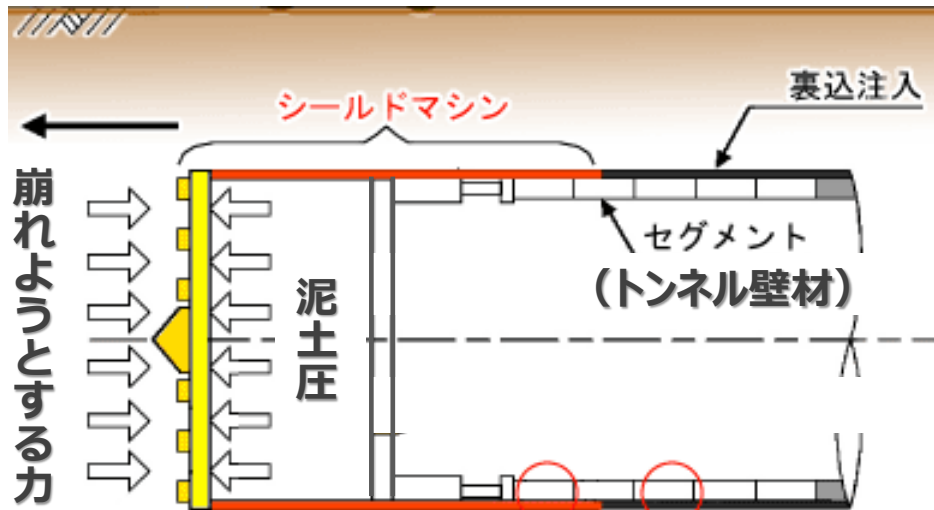 シールドマシン
裏込注入
崩れようとする力
泥土圧
セグメント
（トンネル壁材）